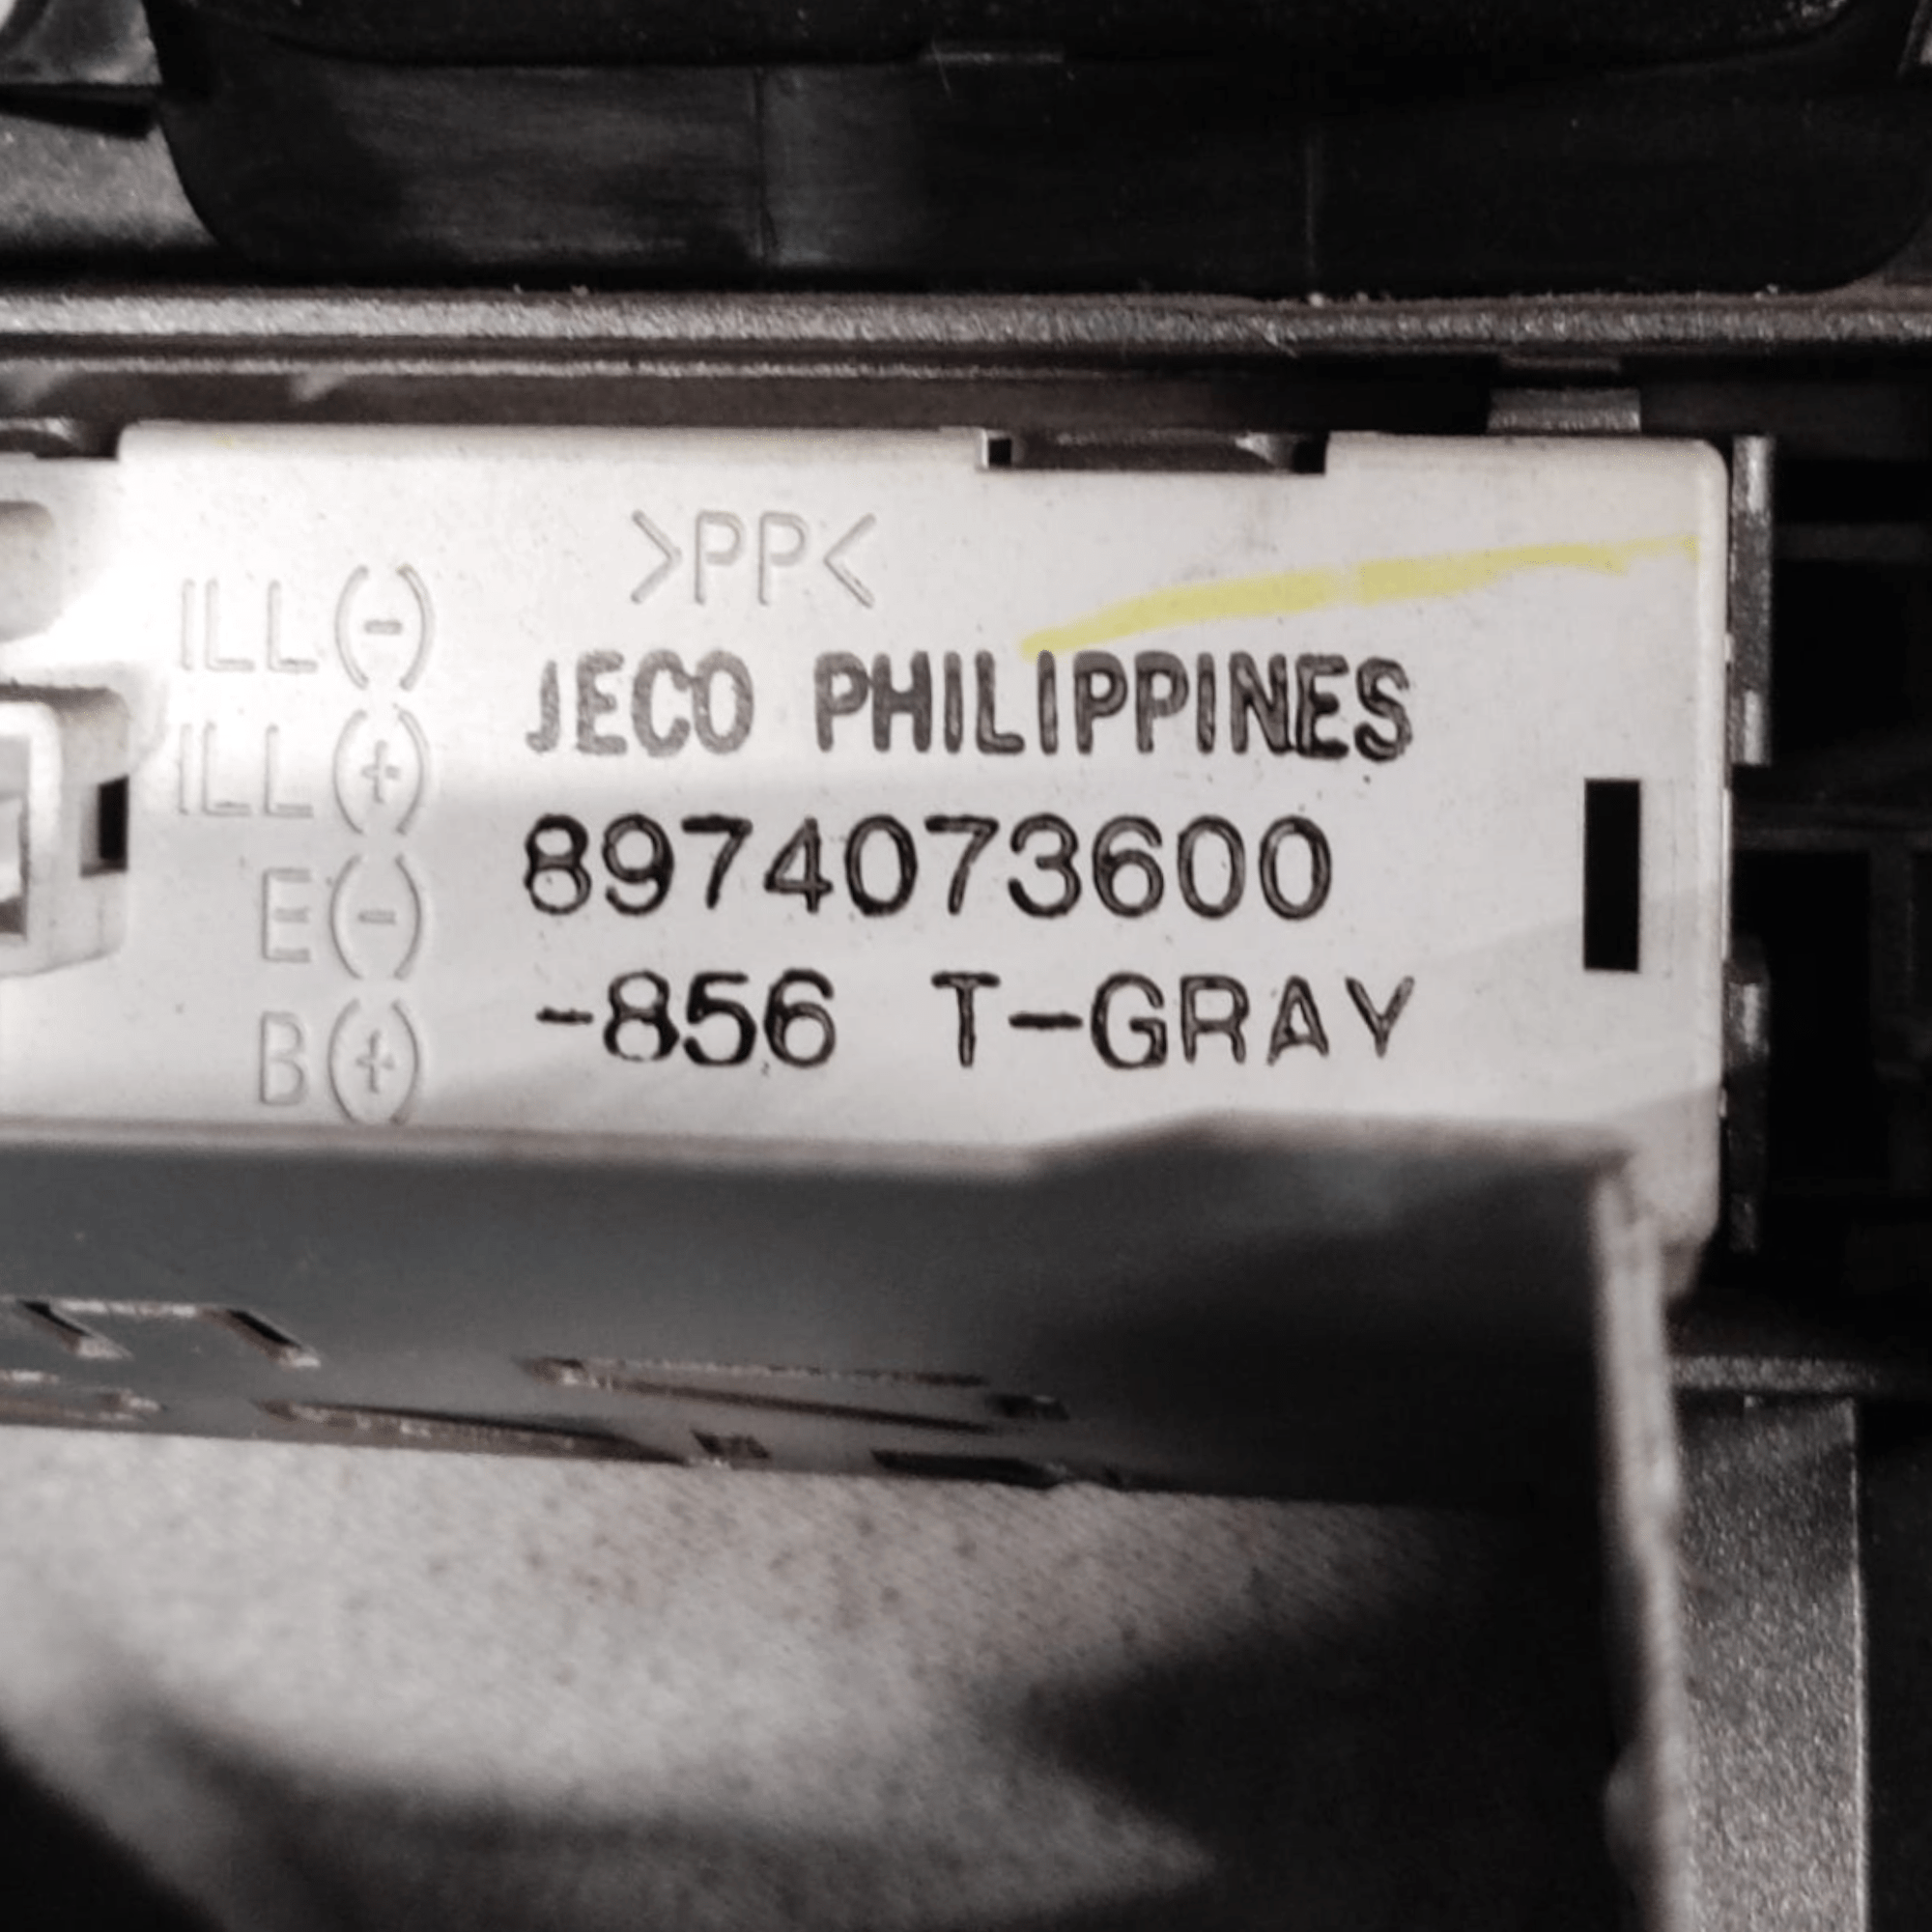 >PP<
ILL(-)
JECO PHILIPPINES
ILL(+)
8974073600
E(-)
-856 T-GRAY
B(+)